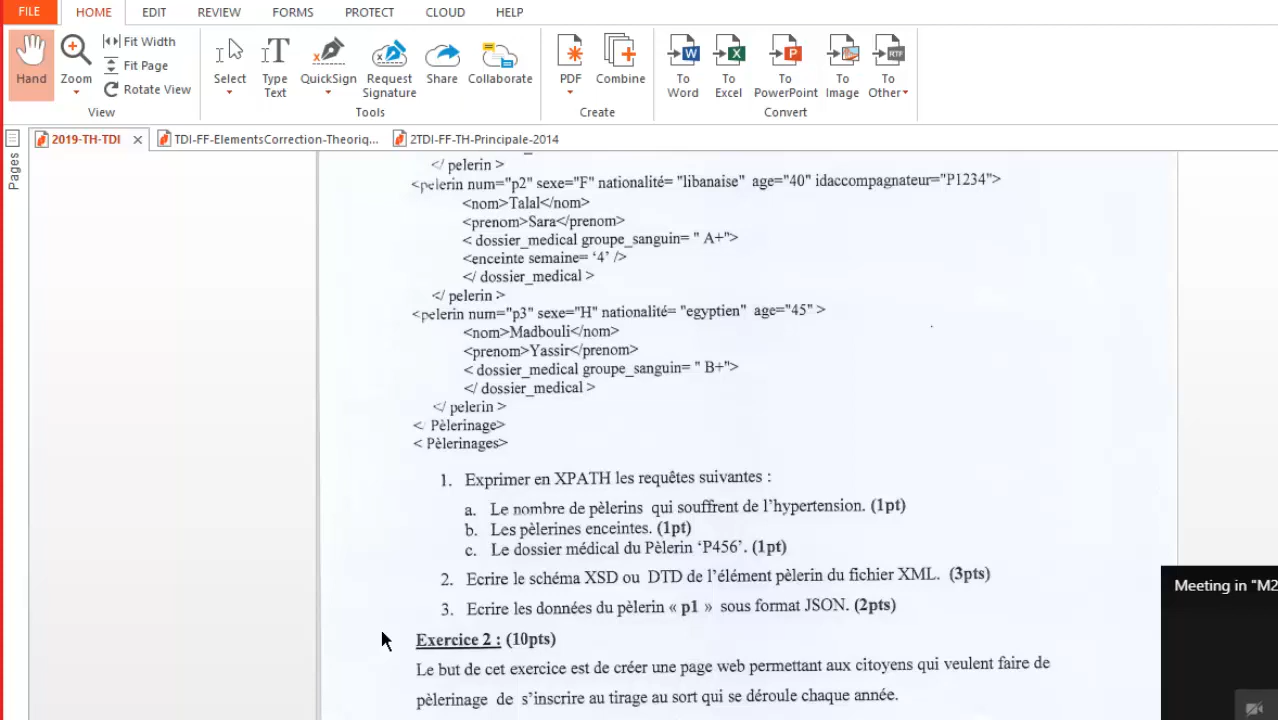 FILE HOME EDIT REVIEW FORMS PROTECT CLOUD HELP
Hand
Zoom
Fit Width
Fit Page
Rotate View
View
Select
Type Text
QuickSign
Request Signature
Share
Collaborate
Tools
PDF
Combine
Create
To Word
To Excel
To PowerPoint
To Image
To Other
Convert
Pages
2019-TH-TDI
TDI-FF-ElementsCorrection-Theoriq...
2TDI-FF-TH-Principale-2014
</ pelerin >
<pelerin num="p2" sexe="F" nationalité= "libanaise" age="40" idaccompagnateur="P1234">
<nom>Talal</nom>
<prenom>Sara</prenom>
< dossier_medical groupe_sanguin= " A+">
<enceinte semaine= ‘4’ />
</ dossier_medical >
</ pelerin >
<pelerin num="p3" sexe="H" nationalité= "egyptien" age="45" >
<nom>Madbouli</nom>
<prenom>Yassir</prenom>
< dossier_medical groupe_sanguin= " B+">
</ dossier_medical >
</ pelerin >
</ Pèlerinage>
< Pèlerinages>
1. Exprimer en XPATH les requêtes suivantes :
a. Le nombre de pèlerins qui souffrent de l’hypertension. (1pt)
b. Les pèlerines enceintes. (1pt)
c. Le dossier médical du Pèlerin ‘P456’. (1pt)
2. Ecrire le schéma XSD ou DTD de l’élément pèlerin du fichier XML. (3pts)
3. Ecrire les données du pèlerin « p1 » sous format JSON. (2pts)
Exercice 2 : (10pts)
Le but de cet exercice est de créer une page web permettant aux citoyens qui veulent faire de
pèlerinage de s’inscrire au tirage au sort qui se déroule chaque année.
Meeting in "M2